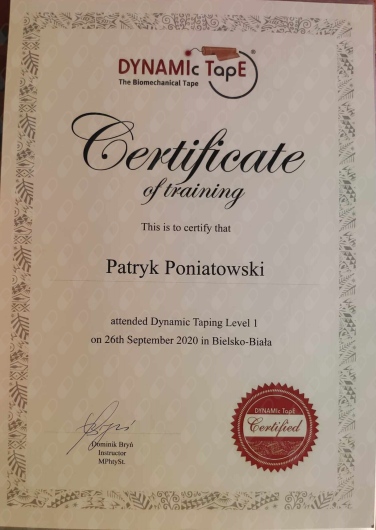 DYNAMIc TapE®
The Biomechanical Tape
Certificate
of training
This is to certify that
Patryk Poniatowski
attended Dynamic Taping Level 1
on 26th September 2020 in Bielsko-Biała
Dominik Bryń
Instructor
MPhtySt.
DYNAMIc TapE
Certified